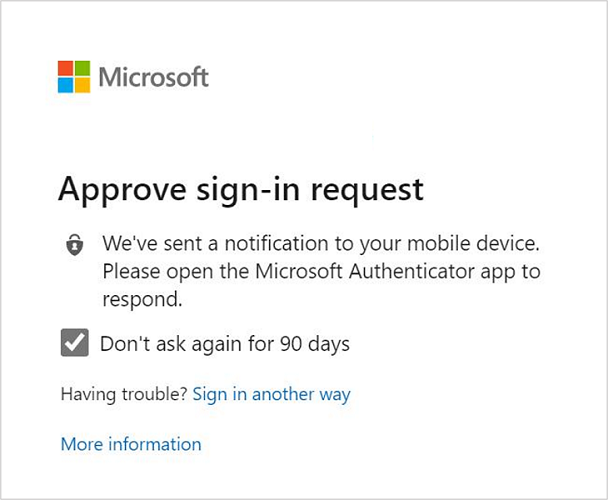 Microsoft
Approve sign-in request
We've sent a notification to your mobile device.
Please open the Microsoft Authenticator app to
respond.
Don't ask again for 90 days
Having trouble? Sign in another way
More information